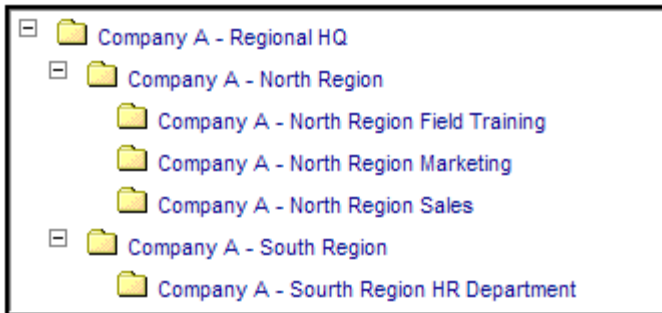 Company A - Regional HQ
Company A - North Region
Company A - North Region Field Training
Company A - North Region Marketing
Company A - North Region Sales
Company A - South Region
Company A - Sourth Region HR Department